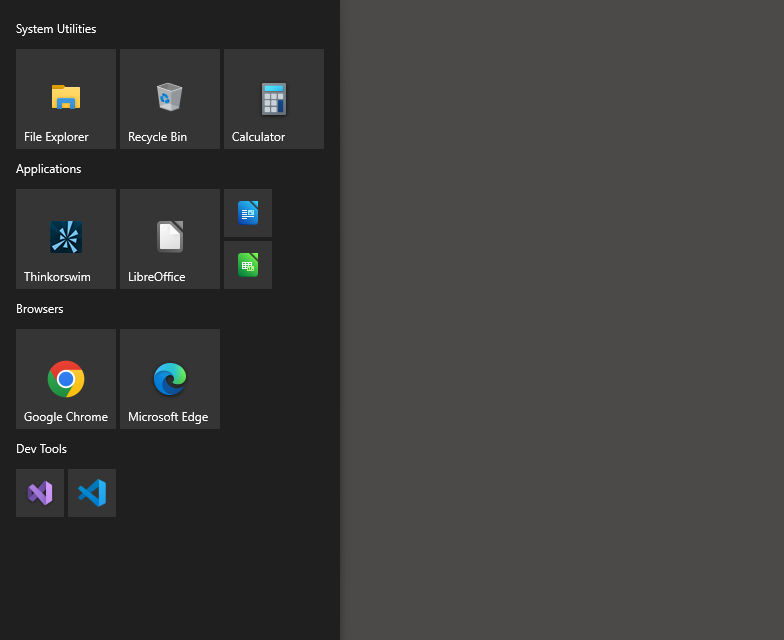 System Utilities
File Explorer
Recycle Bin
Calculator
Applications
Thinkorswim
LibreOffice
Browsers
Google Chrome
Microsoft Edge
Dev Tools